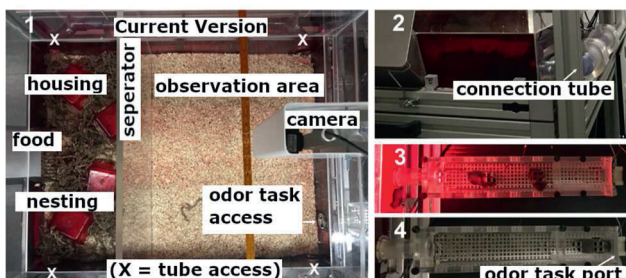 1
Current Version
X
X
housing
seperator
observation area
camera
food
nesting
odor task
access
X
(X = tube access)
X
2
connection tube
3
4
odor task port